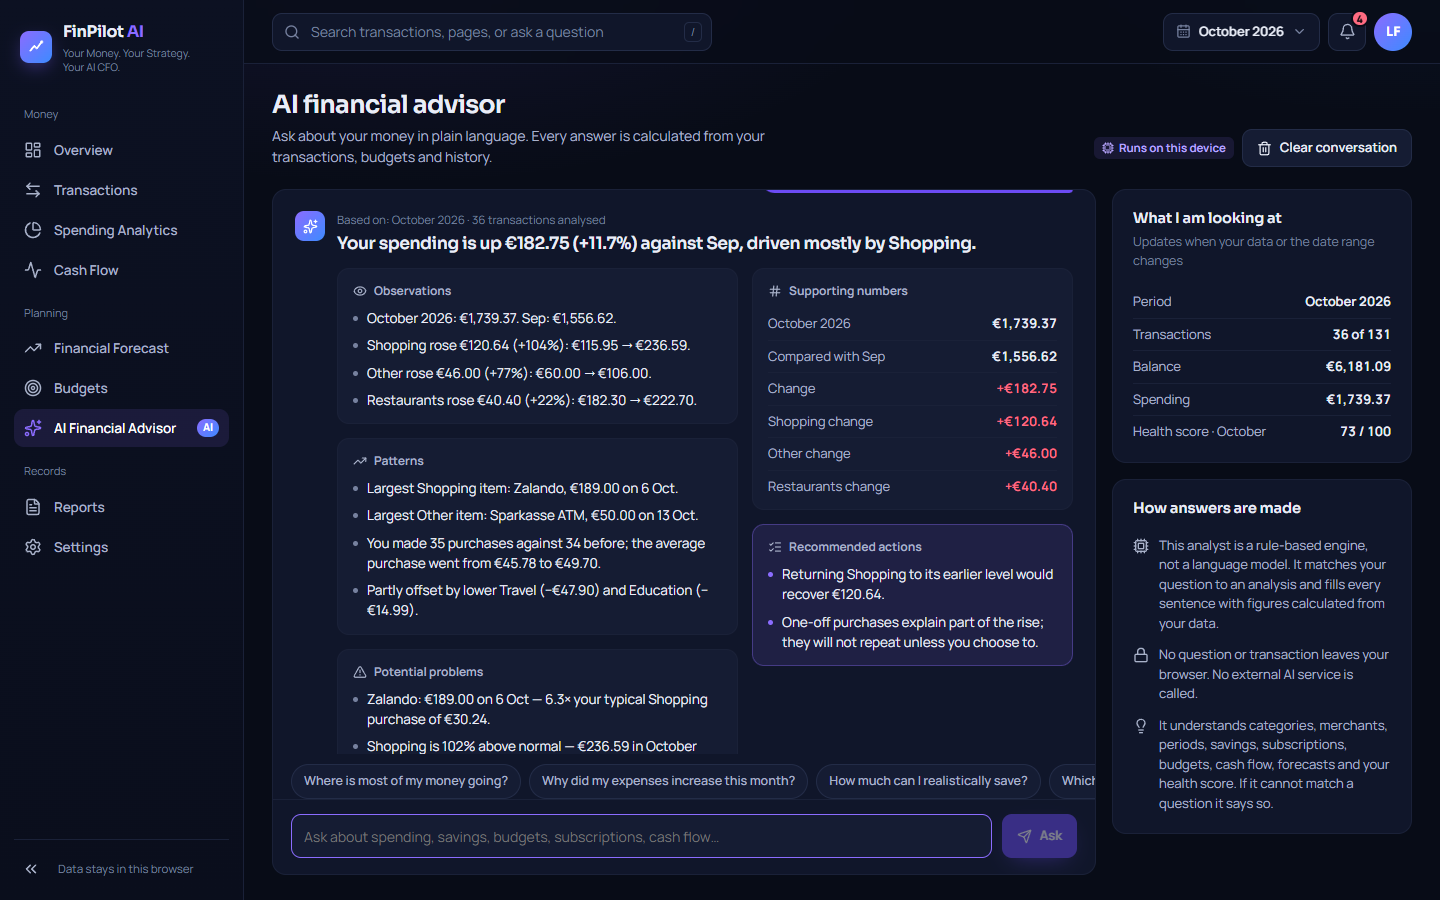 FinPilot AI
Your Money. Your Strategy.
Your AI CFO.
Money
Overview
Transactions
Spending Analytics
Cash Flow
Planning
Financial Forecast
Budgets
AI Financial Advisor
AI
Records
Reports
Settings
Data stays in this browser
Search transactions, pages, or ask a question
/
October 2026
4
LF
AI financial advisor
Ask about your money in plain language. Every answer is calculated from your
transactions, budgets and history.
Runs on this device
Clear conversation
Based on: October 2026 · 36 transactions analysed
Your spending is up €182.75 (+11.7%) against Sep, driven mostly by Shopping.
Observations
October 2026: €1,739.37. Sep: €1,556.62.
Shopping rose €120.64 (+104%): €115.95 → €236.59.
Other rose €46.00 (+77%): €60.00 → €106.00.
Restaurants rose €40.40 (+22%): €182.30 → €222.70.
Patterns
Largest Shopping item: Zalando, €189.00 on 6 Oct.
Largest Other item: Sparkasse ATM, €50.00 on 13 Oct.
You made 35 purchases against 34 before; the average
purchase went from €45.78 to €49.70.
Partly offset by lower Travel (−€47.90) and Education (−
€14.99).
Potential problems
Zalando: €189.00 on 6 Oct — 6.3× your typical Shopping
purchase of €30.24.
Shopping is 102% above normal — €236.59 in October
Supporting numbers
October 2026 €1,739.37
Compared with Sep €1,556.62
Change +€182.75
Shopping change +€120.64
Other change +€46.00
Restaurants change +€40.40
Recommended actions
Returning Shopping to its earlier level would
recover €120.64.
One-off purchases explain part of the rise;
they will not repeat unless you choose to.
Where is most of my money going?
Why did my expenses increase this month?
How much can I realistically save?
Which
Ask about spending, savings, budgets, subscriptions, cash flow…
Ask
What I am looking at
Updates when your data or the date range
changes
Period October 2026
Transactions 36 of 131
Balance €6,181.09
Spending €1,739.37
Health score · October 73 / 100
How answers are made
This analyst is a rule-based engine,
not a language model. It matches your
question to an analysis and fills every
sentence with figures calculated from
your data.
No question or transaction leaves your
browser. No external AI service is
called.
It understands categories, merchants,
periods, savings, subscriptions,
budgets, cash flow, forecasts and your
health score. If it cannot match a
question it says so.